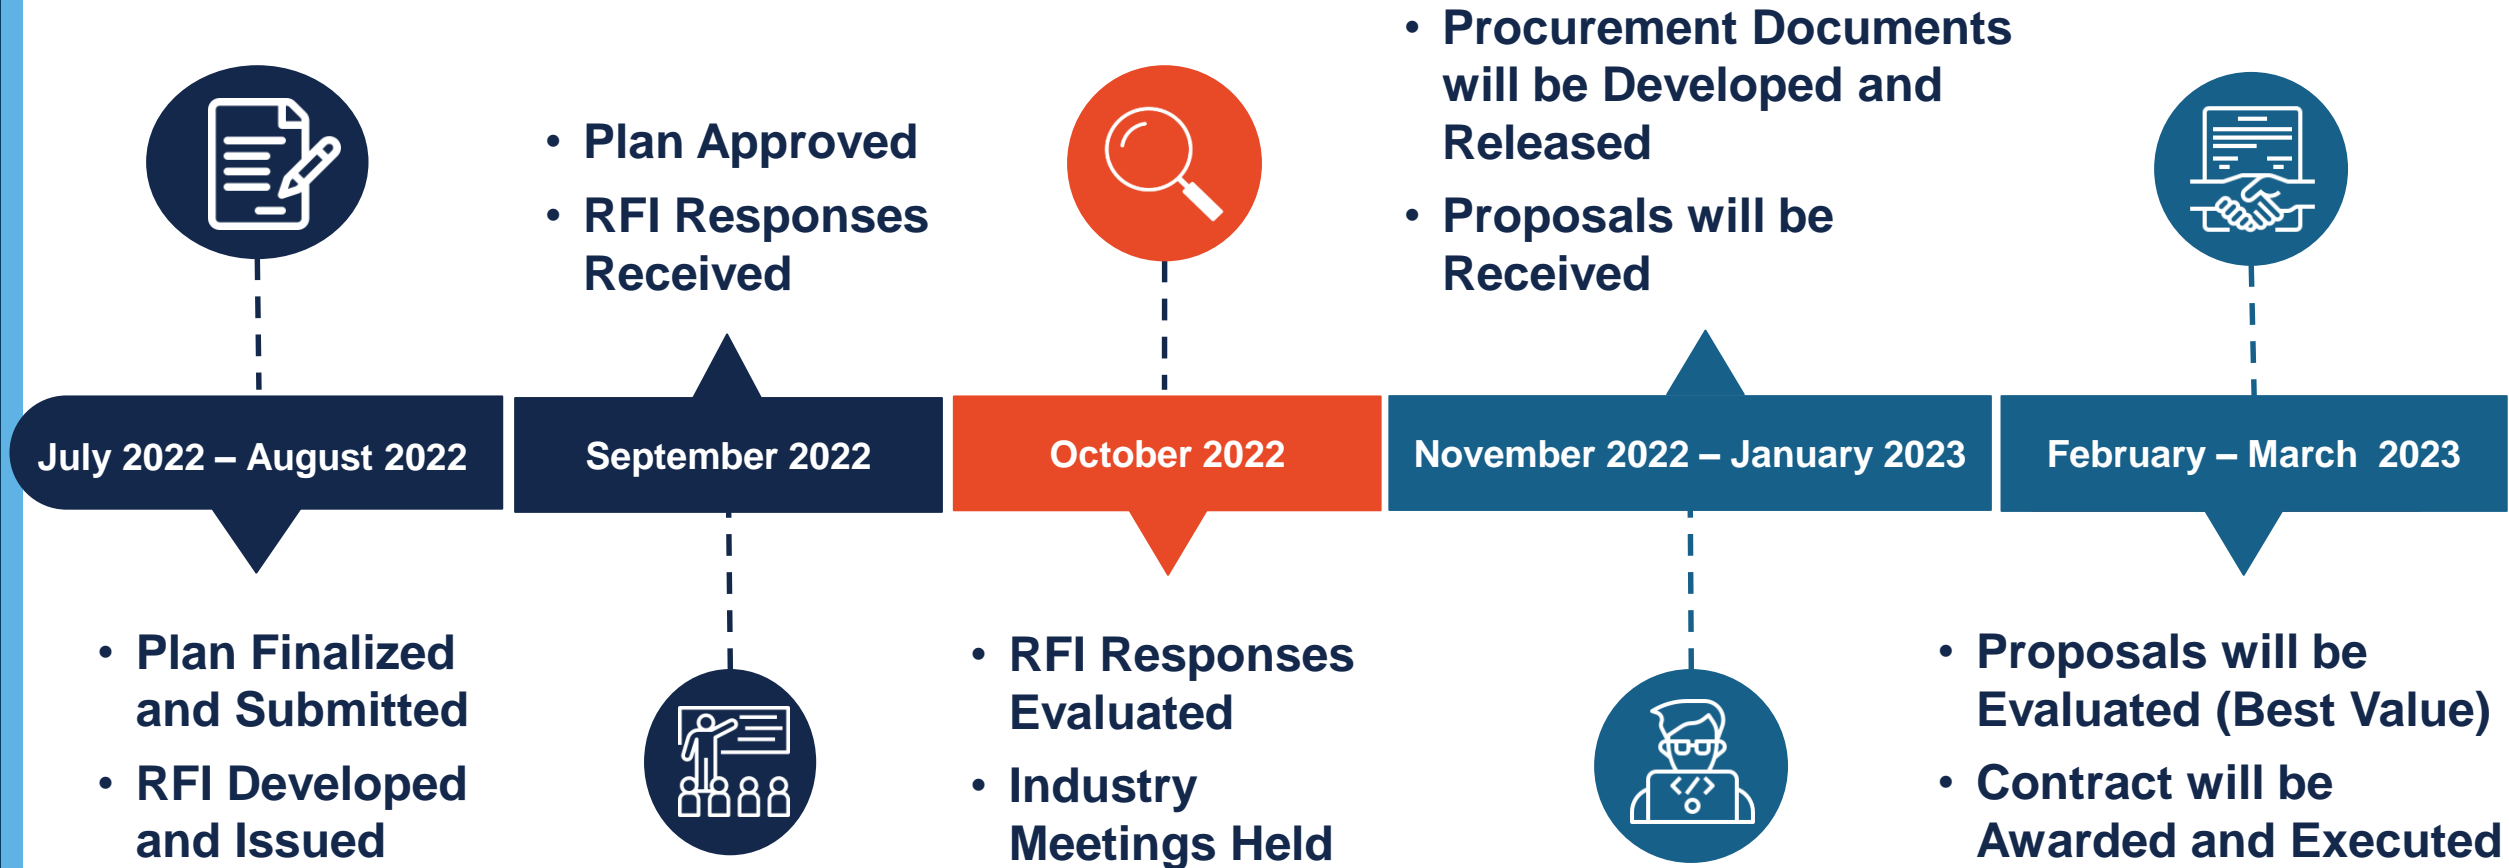 • Procurement Documents
will be Developed and
Released
• Proposals will be
Received
• Plan Approved
• RFI Responses
Received
July 2022 – August 2022
September 2022
October 2022
November 2022 – January 2023
February – March  2023
• Plan Finalized
and Submitted
• RFI Developed
and Issued
• RFI Responses
Evaluated
• Industry
Meetings Held
• Proposals will be
Evaluated (Best Value)
• Contract will be
Awarded and Executed